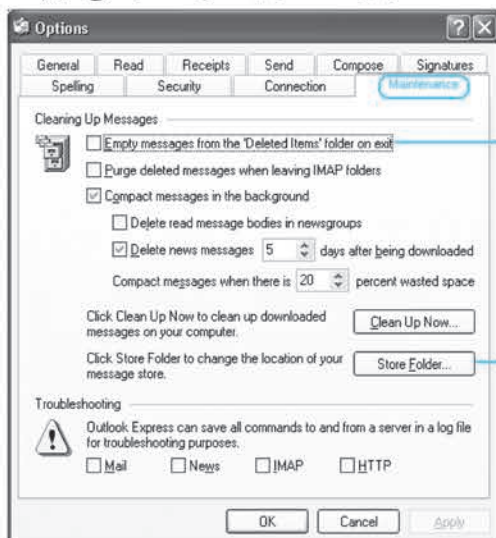 Options
General Read Receipts Send Compose Signatures
Spelling Security Connection Maintenance
Cleaning Up Messages
Empty messages from the 'Deleted Items' folder on exit
Purge deleted messages when leaving IMAP folders
Compact messages in the background
Delete read message bodies in newsgroups
Delete news messages 5 days after being downloaded
Compact messages when there is 20 percent wasted space
Click Clean Up Now to clean up downloaded
messages on your computer.
Clean Up Now...
Click Store Folder to change the location of your
message store.
Store Folder...
Troubleshooting
Outlook Express can save all commands to and from a server in a log file
for troubleshooting purposes.
Mail News IMAP HTTP
OK Cancel Apply